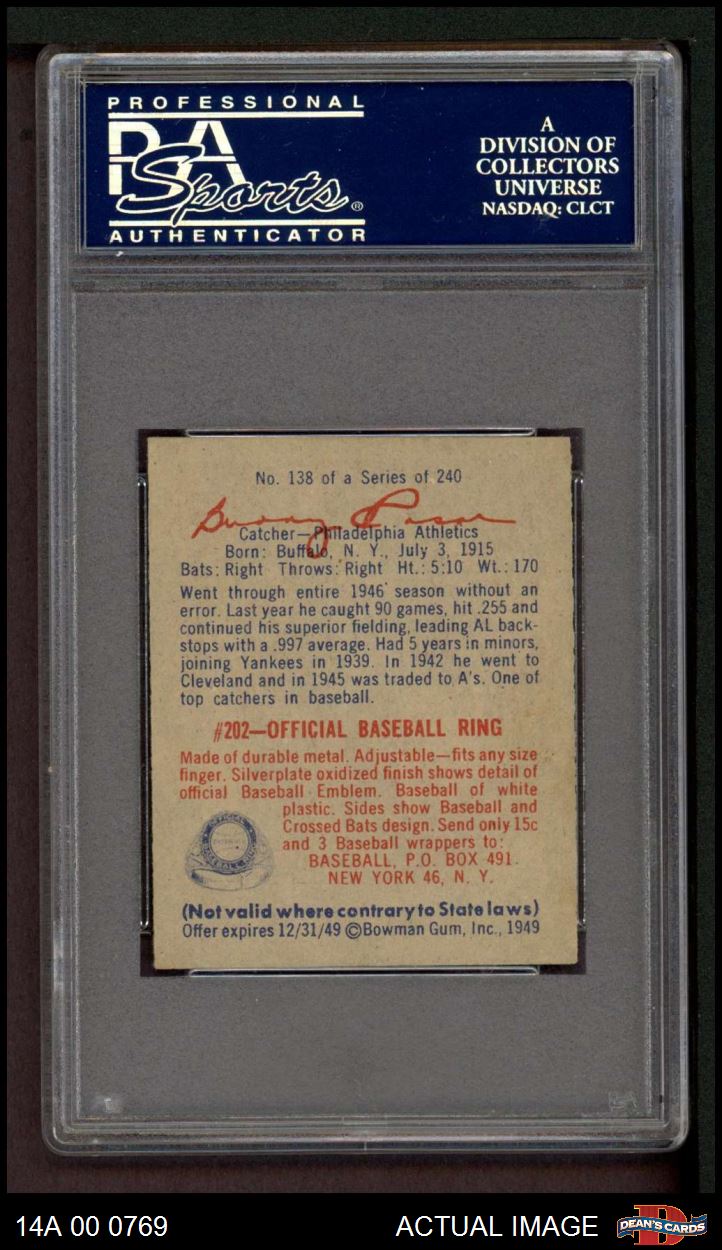 PROFESSIONAL
PSA
Sports®
AUTHENTICATOR
A
DIVISION OF
COLLECTORS
UNIVERSE
NASDAQ: CLCT
No. 138 of a Series of 240
Buddy Rosar
Catcher—Philadelphia Athletics
Born: Buffalo, N. Y., July 3, 1915
Bats: Right Throws: Right Ht.: 5:10 Wt.: 170
Went through entire 1946 season without an
error. Last year he caught 90 games, hit .255 and
continued his superior fielding, leading AL back-
stops with a .997 average. Had 5 years in minors,
joining Yankees in 1939. In 1942 he went to
Cleveland and in 1945 was traded to A's. One of
top catchers in baseball.
#202—OFFICIAL BASEBALL RING
Made of durable metal. Adjustable—fits any size
finger. Silverplate oxidized finish shows detail of
official Baseball Emblem. Baseball of white
plastic. Sides show Baseball and
Crossed Bats design. Send only 15c
and 3 Baseball wrappers to:
BASEBALL, P.O. BOX 491.
NEW YORK 46, N. Y.
OFFICIAL
BASEBALL RING
(Not valid where contrary to State laws)
Offer expires 12/31/49 ©Bowman Gum, Inc., 1949
14A 00 0769
ACTUAL IMAGE
DEAN'S CARDS